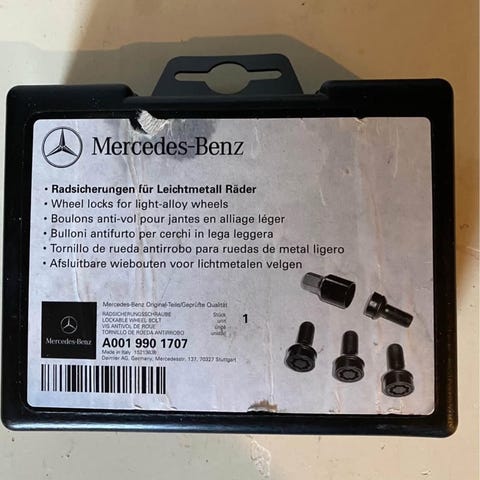 Mercedes-Benz
• Radsicherungen für Leichtmetall Räder
• Wheel locks for light-alloy wheels
• Boulons anti-vol pour jantes en alliage léger
• Bulloni antifurto per cerchi in lega leggera
• Tornillo de rueda antirrobo para ruedas de metal ligero
• Afsluitbare wiebouten voor lichtmetalen velgen
Mercedes-Benz Original-Teile/Geprüfte Qualität
RADSICHERUNGSSCHRAUBE
LOCKABLE WHEEL BOLT
VIS ANTIVOL DE ROUE
TORNILLO DE RUEDA ANTIRROBO
Stück
unit
unité
1
Mercedes-Benz
A001 990 1707
Made in Italy
Daimler AG, Germany, Mercedesstr. 137, 70327 Stuttgart